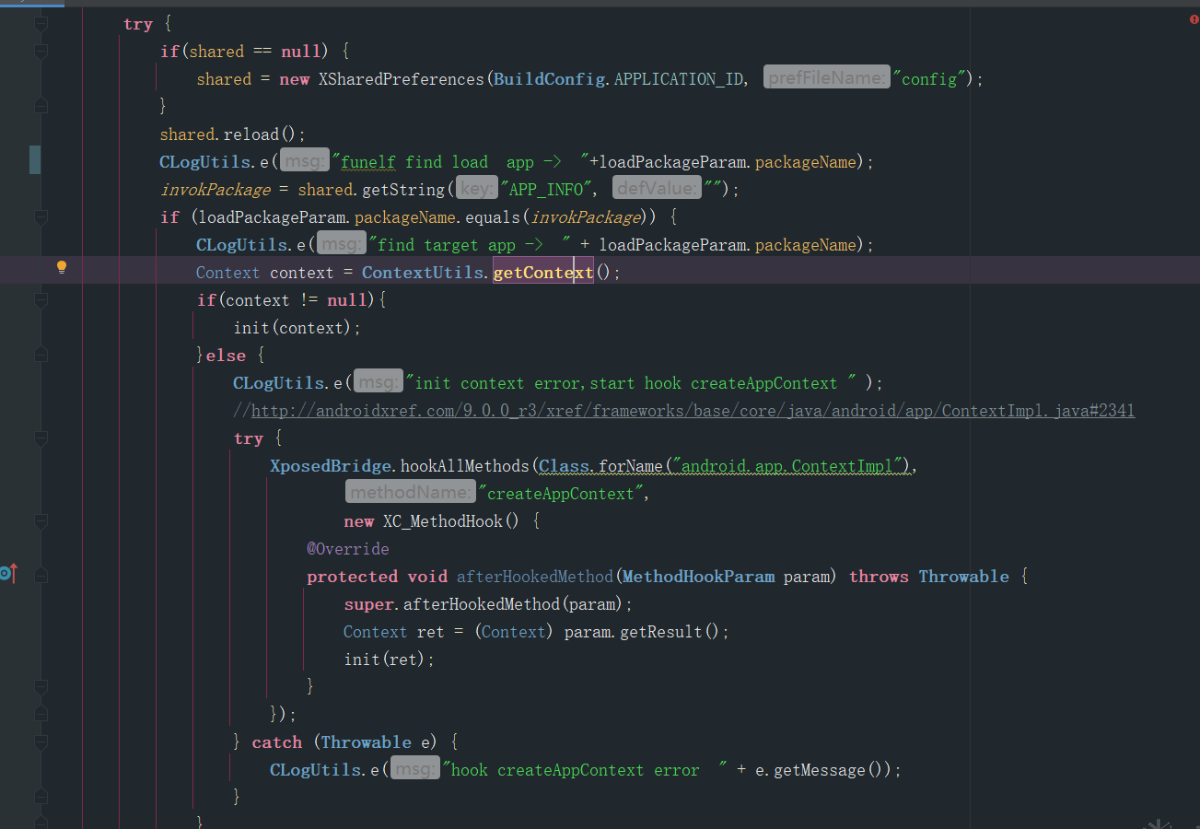 try {
if(shared == null) {
shared = new XSharedPreferences(BuildConfig.APPLICATION_ID, prefFileName: "config");
}
shared.reload();
CLogUtils.e( msg: "funelf find load  app ->  "+loadPackageParam.packageName);
invokPackage = shared.getString( key: "APP_INFO", defValue: "");
if (loadPackageParam.packageName.equals(invokPackage)) {
CLogUtils.e( msg: "find target app ->  " + loadPackageParam.packageName);
Context context = ContextUtils.getContext();
if(context != null){
init(context);
}else {
CLogUtils.e( msg: "init context error,start hook createAppContext " );
//http://androidxref.com/9.0.0_r3/xref/frameworks/base/core/java/android/app/ContextImpl.java#2341
try {
XposedBridge.hookAllMethods(Class.forName("android.app.ContextImpl"),
methodName: "createAppContext",
new XC_MethodHook() {
@Override
protected void afterHookedMethod(MethodHookParam param) throws Throwable {
super.afterHookedMethod(param);
Context ret = (Context) param.getResult();
init(ret);
}
});
} catch (Throwable e) {
CLogUtils.e( msg: "hook createAppContext error  " + e.getMessage());
}
}